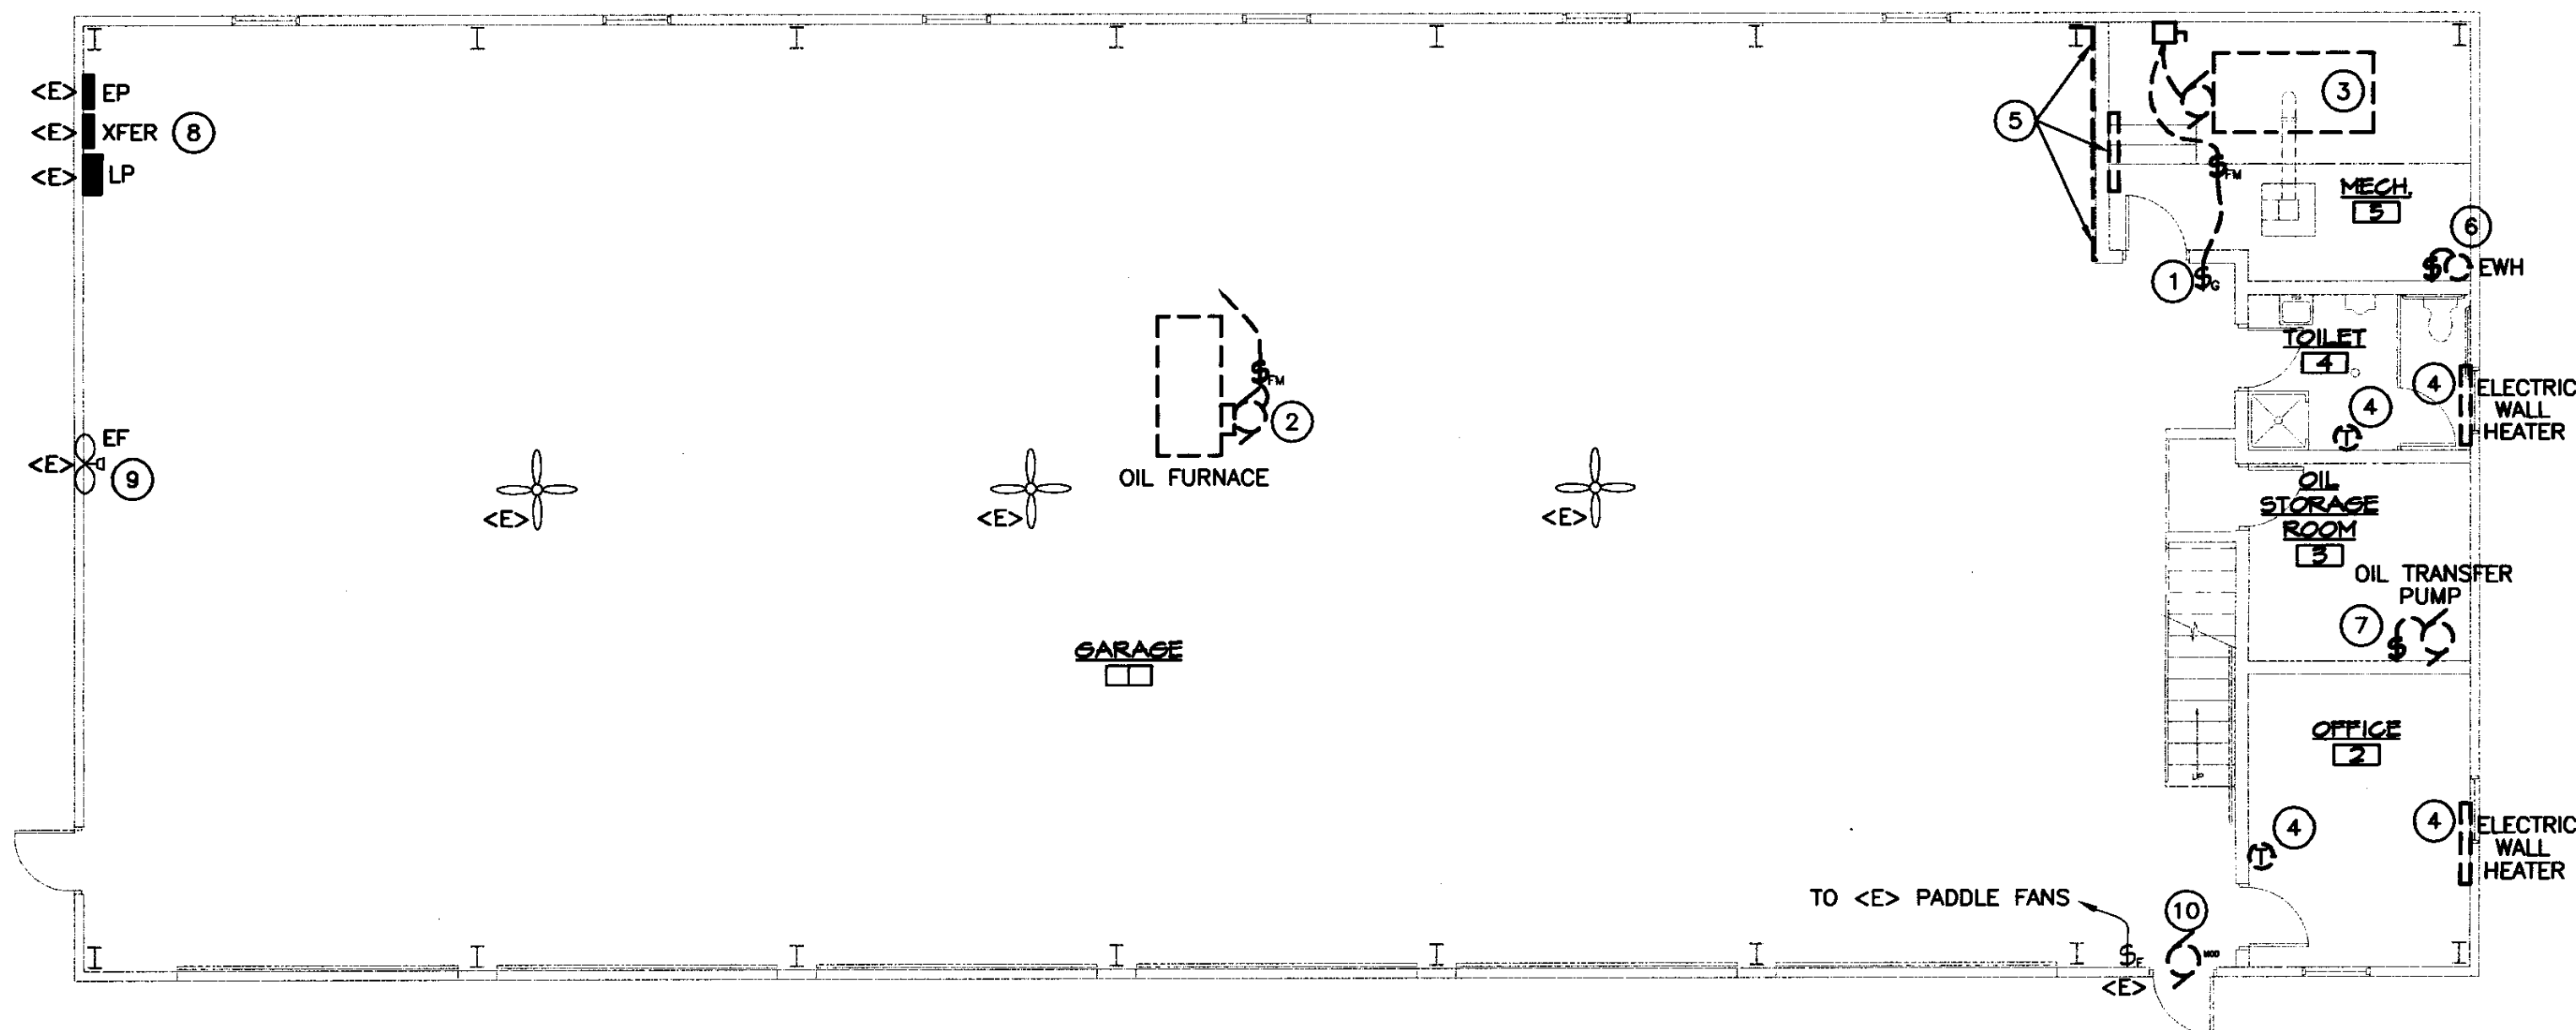 <E> EP
<E> XFER 8
<E> LP
5
3
$FM
MECH.
5
6
$ EWH
1 $G
TOILET
4
4
4
ELECTRIC
WALL
HEATER
T
$FM
2
OIL FURNACE
EF
<E>
9
<E>
<E>
<E>
OIL
STORAGE
ROOM
3
OIL TRANSFER
PUMP
7
$
GARAGE
OFFICE
2
UP
4
T
4
ELECTRIC
WALL
HEATER
TO <E> PADDLE FANS
10
$F
MOD
<E>